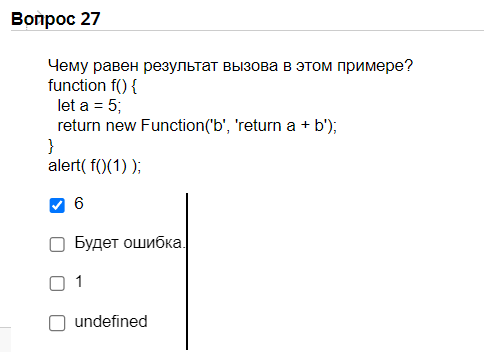 Вопрос 27
Чему равен результат вызова в этом примере?
function f() {
let a = 5;
return new Function('b', 'return a + b');
}
alert( f()(1) );
6
Будет ошибка.
1
undefined